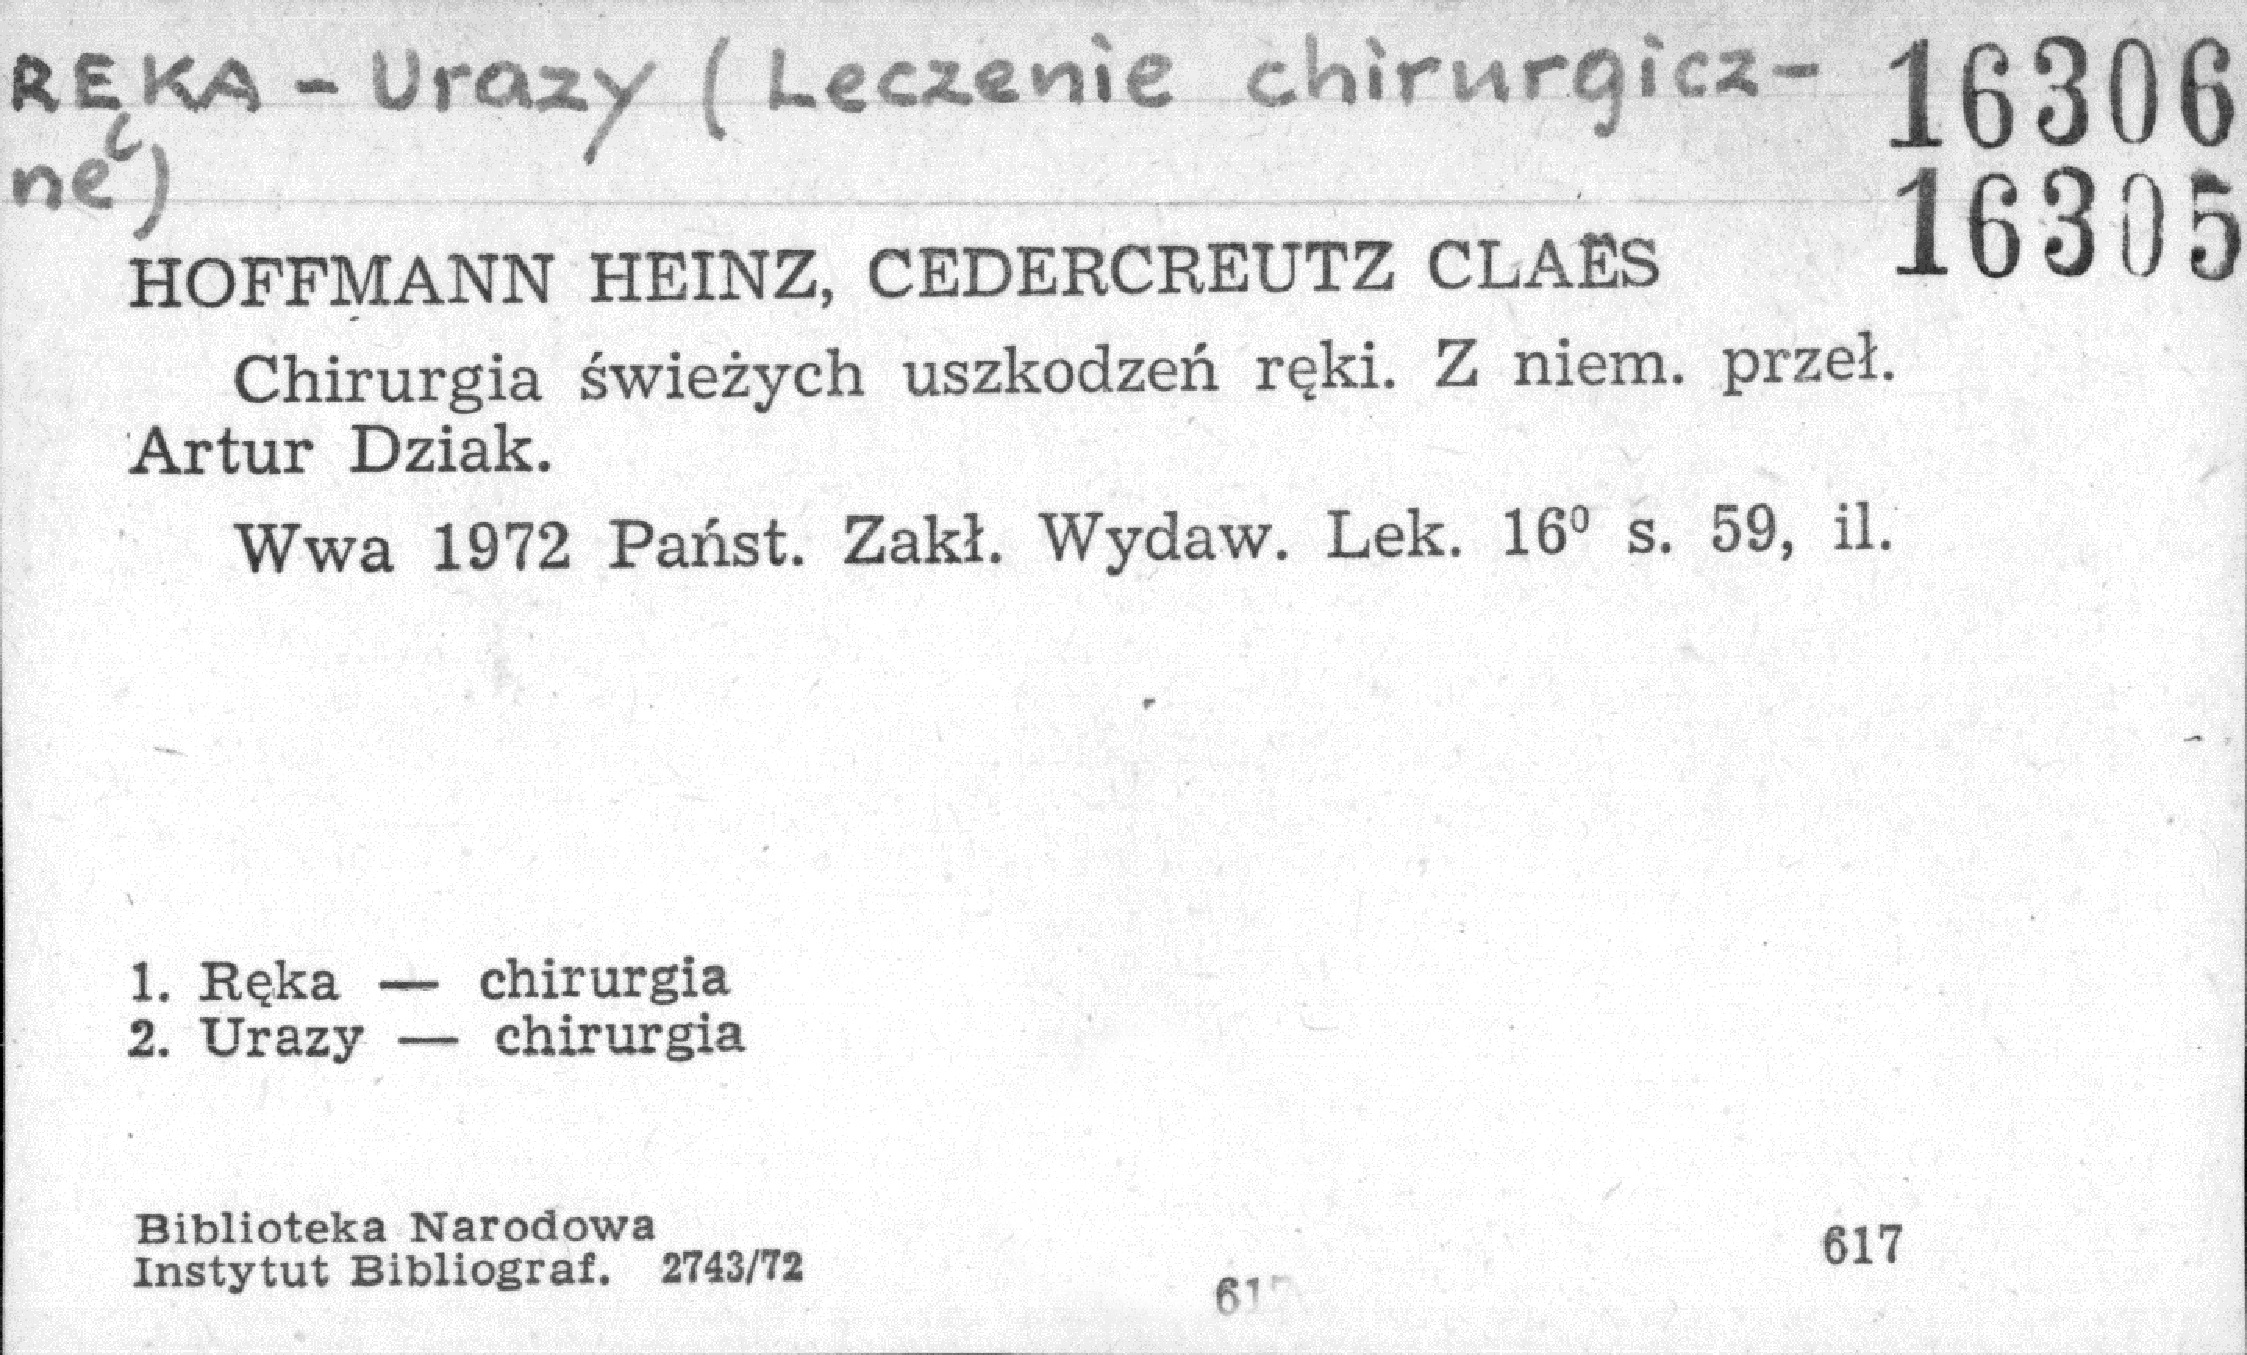 RĘKA - Urazy (Leczenie chirurgicz-
ne)
16306
16305
HOFFMANN HEINZ, CEDERCREUTZ CLAËS
Chirurgia świeżych uszkodzeń ręki. Z niem. przeł.
Artur Dziak.
Wwa 1972 Państ. Zakł. Wydaw. Lek. 16⁰ s. 59, il.
1. Ręka — chirurgia
2. Urazy — chirurgia
Biblioteka Narodowa
Instytut Bibliograf. 2743/72
617
617